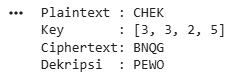 ••• Plaintext : CHEK
Key : [3, 3, 2, 5]
Ciphertext: BNQG
Dekripsi : PEWO